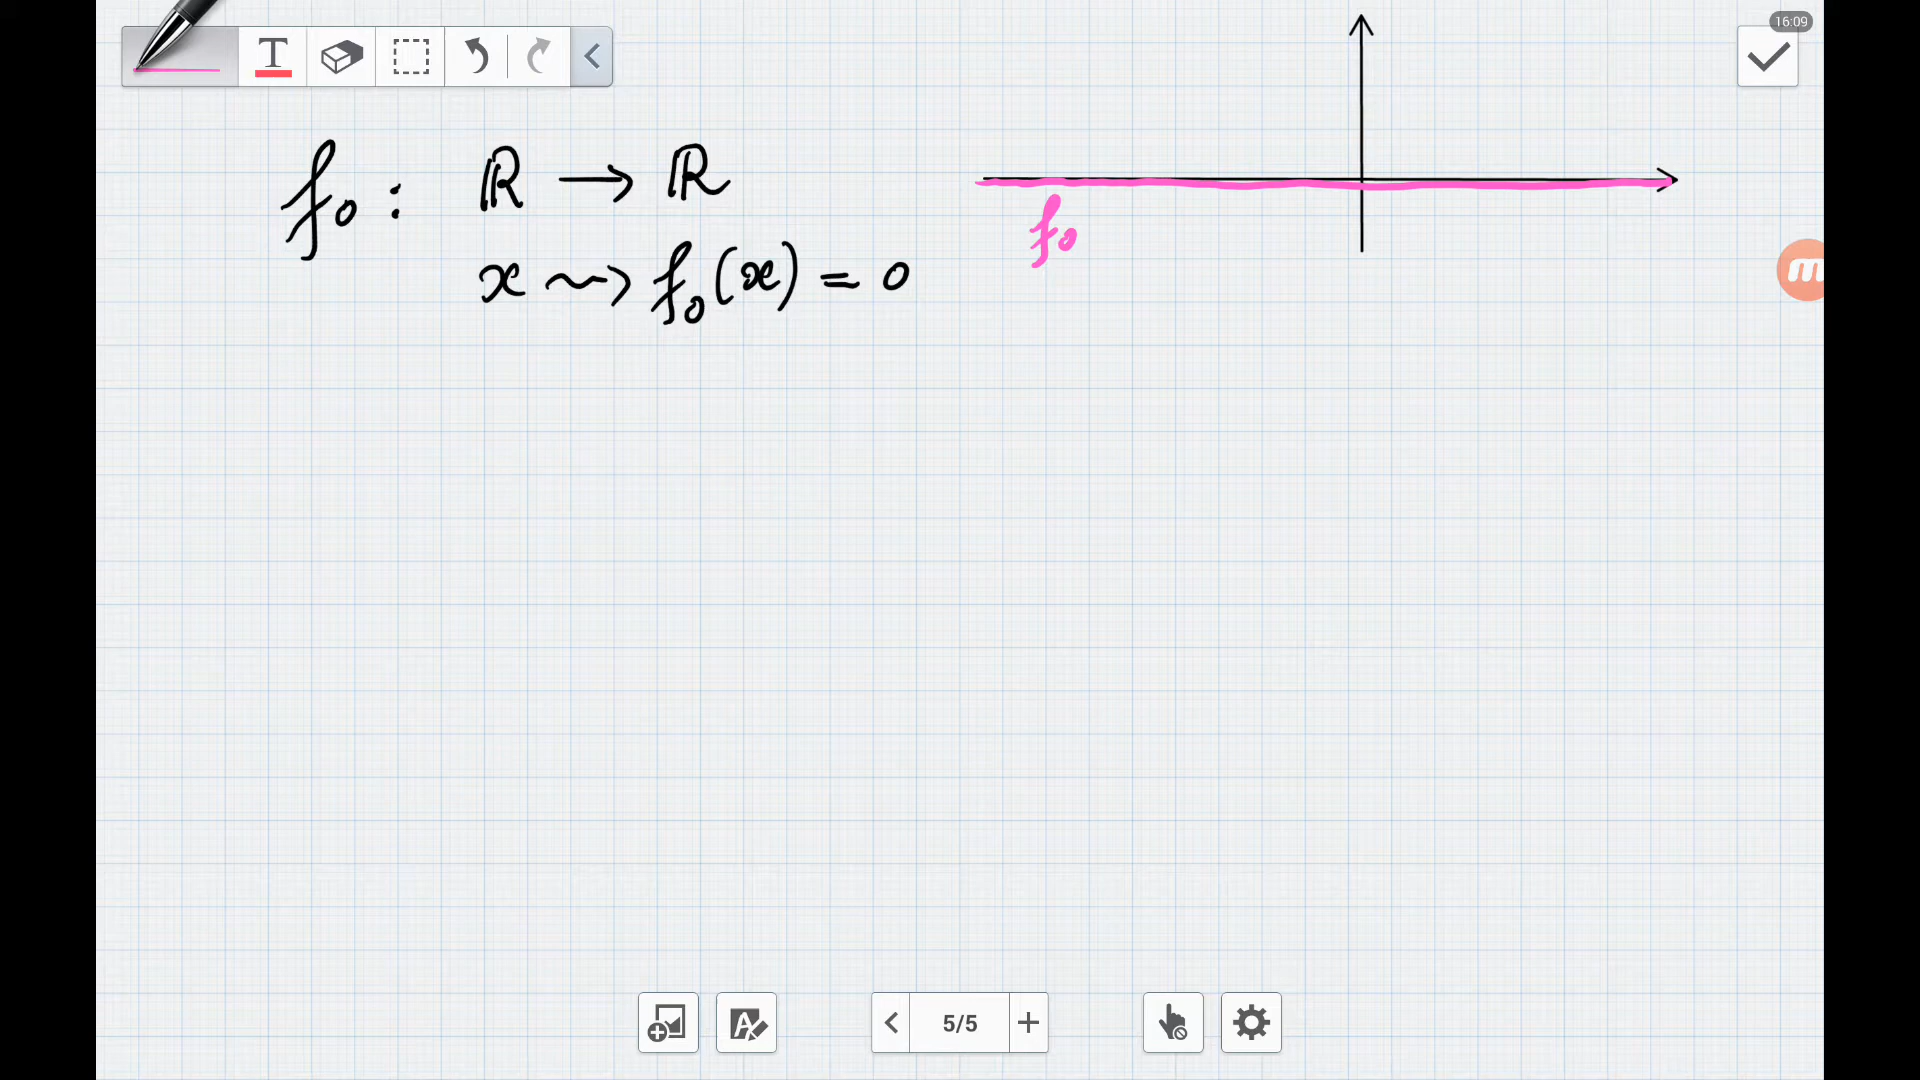 16:09
T
f₀ : ℝ → ℝ
x ⇝ f₀(x) = 0
f₀
m
A
5/5